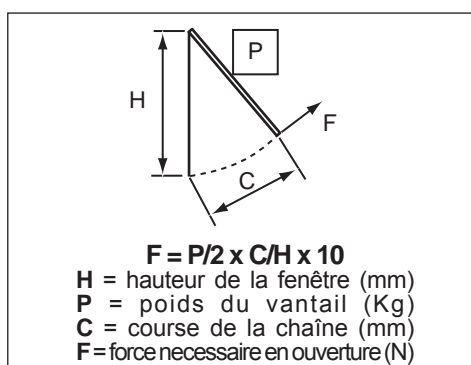 P
H
F
C
F = P/2 x C/H x 10
H = hauteur de la fenêtre (mm)
P = poids du vantail (Kg)
C = course de la chaîne (mm)
F = force necessaire en ouverture (N)